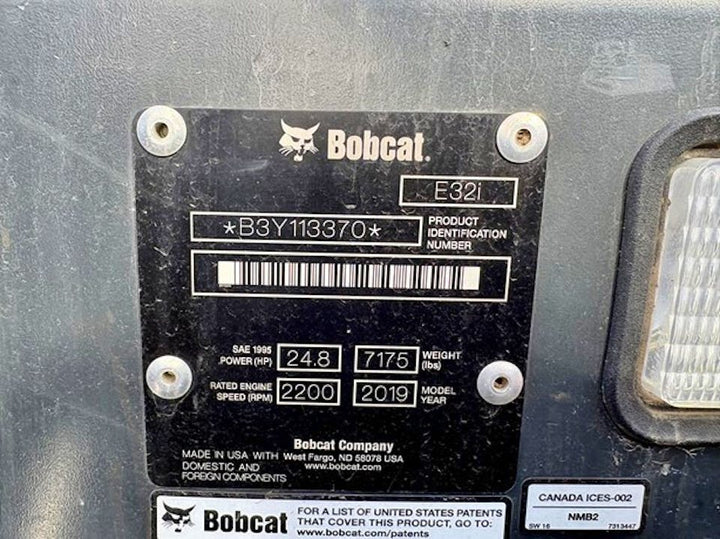 Bobcat.
E32i
*B3Y113370*
PRODUCT
IDENTIFICATION
NUMBER
SAE 1995
POWER (HP)
24.8
7175
WEIGHT
(lbs)
RATED ENGINE
SPEED (RPM)
2200
2019
MODEL
YEAR
Bobcat Company
MADE IN USA WITH West Fargo, ND 58078 USA
DOMESTIC AND www.bobcat.com
FOREIGN COMPONENTS
Bobcat
FOR A LIST OF UNITED STATES PATENTS
THAT COVER THIS PRODUCT, GO TO:
www.bobcat.com/patents
CANADA ICES-002
NMB2
SW 16 7313447